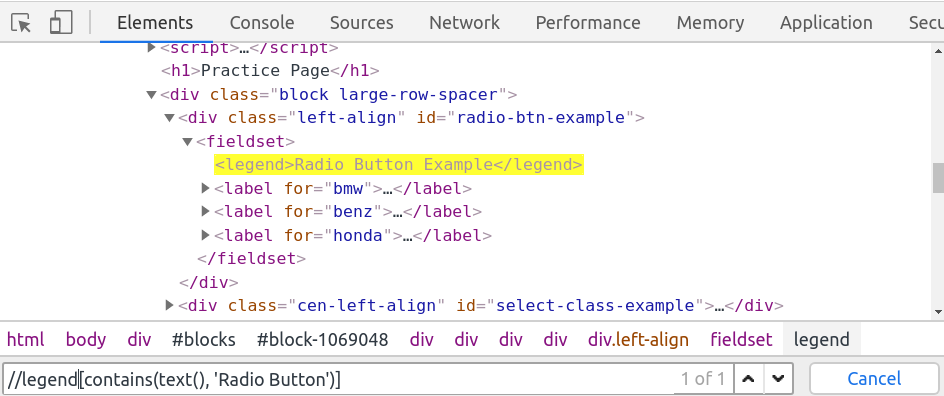 Elements Console Sources Network Performance Memory Application Secu
<script>…</script>
<h1>Practice Page</h1>
<div class="block large-row-spacer">
<div class="left-align" id="radio-btn-example">
<fieldset>
<legend>Radio Button Example</legend>
<label for="bmw">…</label>
<label for="benz">…</label>
<label for="honda">…</label>
</fieldset>
</div>
<div class="cen-left-align" id="select-class-example">…</div>
html body div #blocks #block-1069048 div div div div div.left-align fieldset legend
//legend[contains(text(), 'Radio Button')] 1 of 1 Cancel